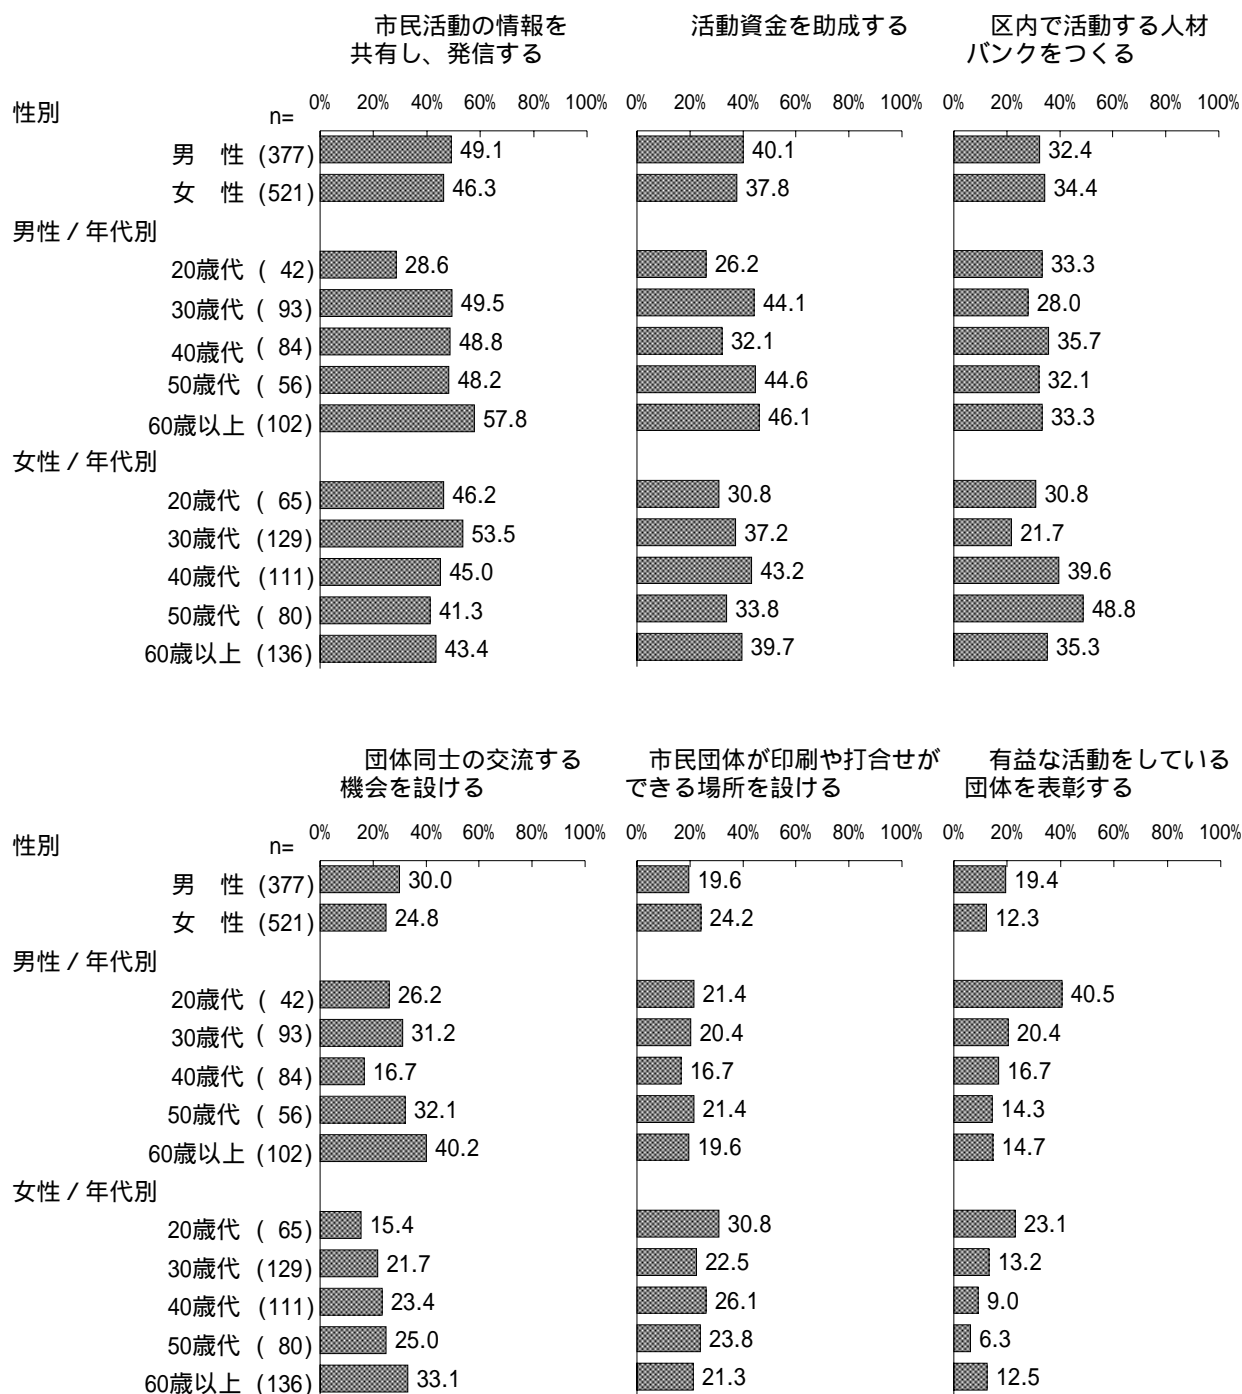 市民活動の情報を 活動資金を助成する 区内で活動する人材
共有し、発信する バンクをつくる
性別 n= 0% 20% 40% 60% 80% 100% 0% 20% 40% 60% 80% 100% 0% 20% 40% 60% 80% 100%
男 性 (377) 49.1 40.1 32.4
女 性 (521) 46.3 37.8 34.4
男性 / 年代別
20歳代 ( 42) 28.6 26.2 33.3
30歳代 ( 93) 49.5 44.1 28.0
40歳代 ( 84) 48.8 32.1 35.7
50歳代 ( 56) 48.2 44.6 32.1
60歳以上 (102) 57.8 46.1 33.3
女性 / 年代別
20歳代 ( 65) 46.2 30.8 30.8
30歳代 (129) 53.5 37.2 21.7
40歳代 (111) 45.0 43.2 39.6
50歳代 ( 80) 41.3 33.8 48.8
60歳以上 (136) 43.4 39.7 35.3
団体同士の交流する 市民団体が印刷や打合せが 有益な活動をしている
機会を設ける できる場所を設ける 団体を表彰する
性別 n= 0% 20% 40% 60% 80% 100% 0% 20% 40% 60% 80% 100% 0% 20% 40% 60% 80% 100%
男 性 (377) 30.0 19.6 19.4
女 性 (521) 24.8 24.2 12.3
男性 / 年代別
20歳代 ( 42) 26.2 21.4 40.5
30歳代 ( 93) 31.2 20.4 20.4
40歳代 ( 84) 16.7 16.7 16.7
50歳代 ( 56) 32.1 21.4 14.3
60歳以上 (102) 40.2 19.6 14.7
女性 / 年代別
20歳代 ( 65) 15.4 30.8 23.1
30歳代 (129) 21.7 22.5 13.2
40歳代 (111) 23.4 26.1 9.0
50歳代 ( 80) 25.0 23.8 6.3
60歳以上 (136) 33.1 21.3 12.5